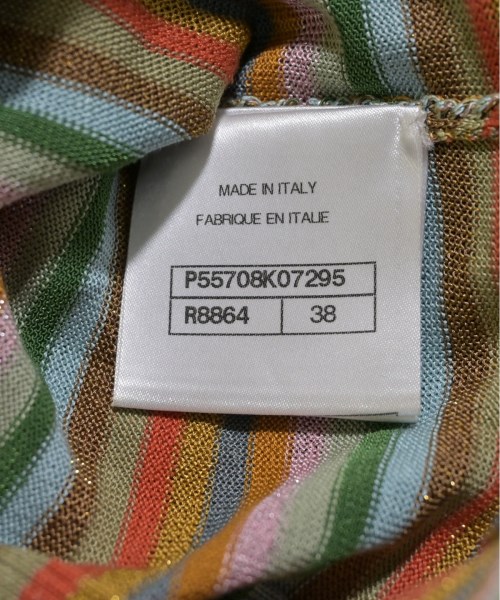 MADE IN ITALY
FABRIQUE EN ITALIE
P55708K07295
R8864 38